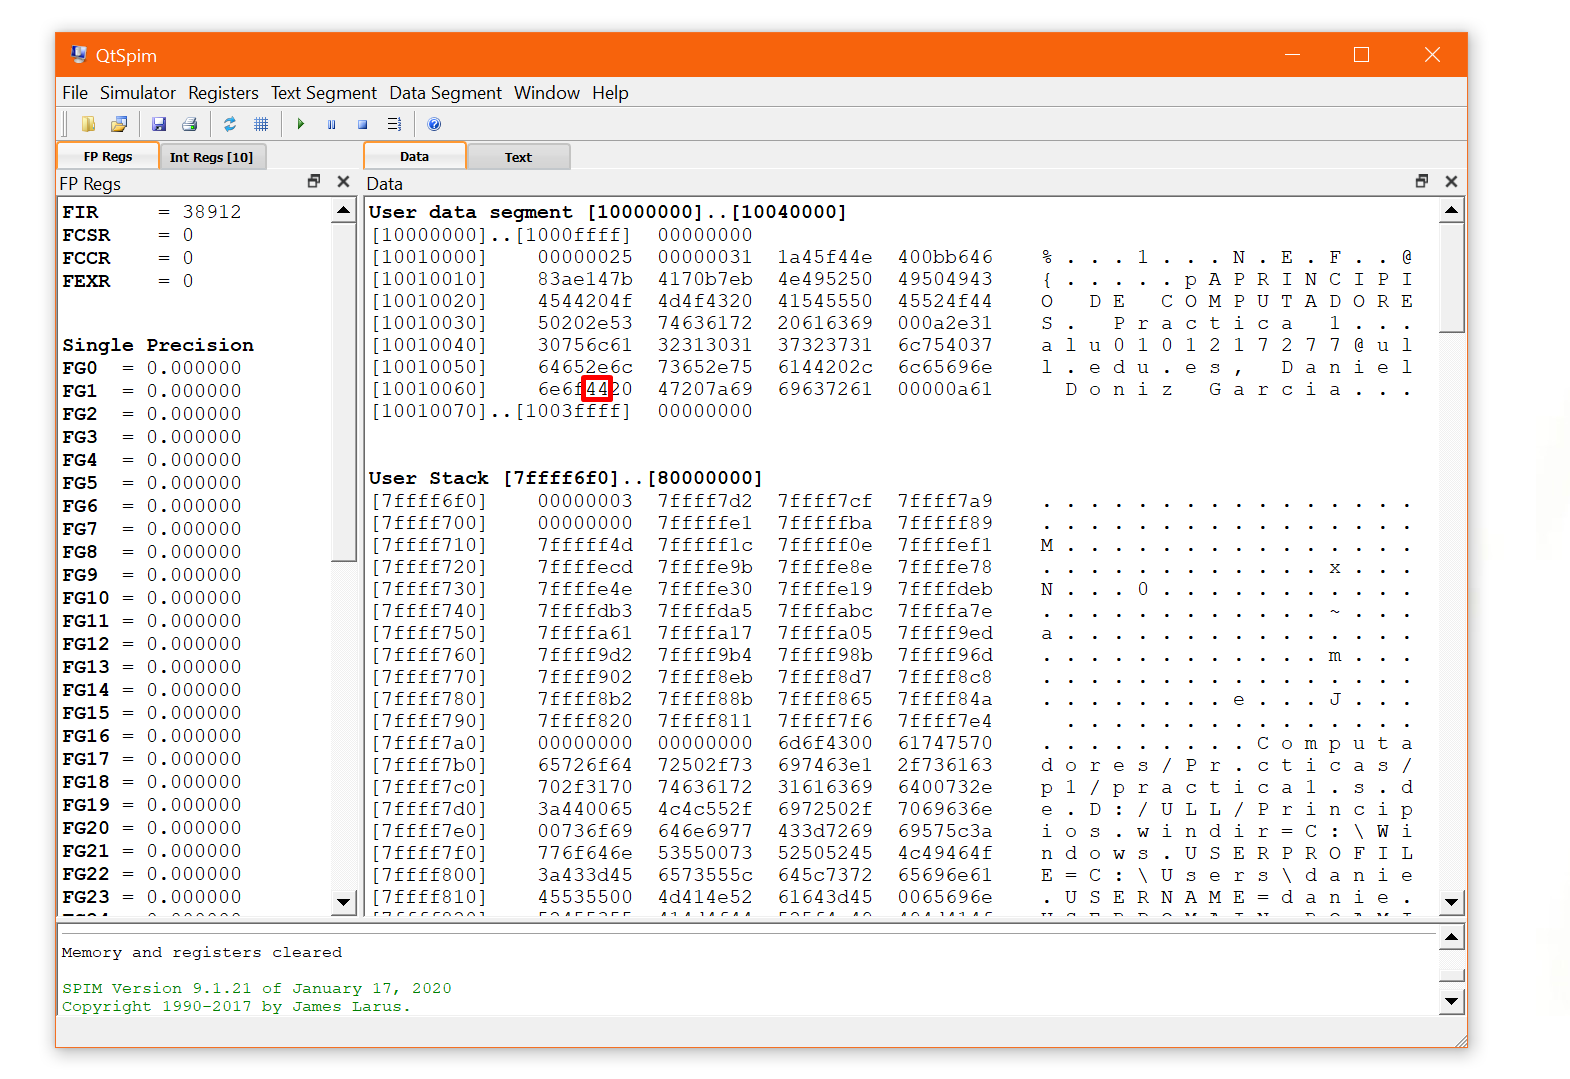 QtSpim
File Simulator Registers Text Segment Data Segment Window Help
FP Regs Int Regs [10] Data Text
FP Regs
FIR = 38912
FCSR = 0
FCCR = 0
FEXR = 0
Single Precision
FG0 = 0.000000
FG1 = 0.000000
FG2 = 0.000000
FG3 = 0.000000
FG4 = 0.000000
FG5 = 0.000000
FG6 = 0.000000
FG7 = 0.000000
FG8 = 0.000000
FG9 = 0.000000
FG10 = 0.000000
FG11 = 0.000000
FG12 = 0.000000
FG13 = 0.000000
FG14 = 0.000000
FG15 = 0.000000
FG16 = 0.000000
FG17 = 0.000000
FG18 = 0.000000
FG19 = 0.000000
FG20 = 0.000000
FG21 = 0.000000
FG22 = 0.000000
FG23 = 0.000000
Data
User data segment [10000000]..[10040000]
[10000000]..[1000ffff] 00000000
[10010000] 00000025 00000031 1a45f44e 400bb646 % . . . 1 . . . N . E . F . . @
[10010010] 83ae147b 4170b7eb 4e495250 49504943 { . . . . . p A P R I N C I P I
[10010020] 4544204f 4d4f4320 41545550 45524f44 O D E C O M P U T A D O R E
[10010030] 50202e53 74636172 20616369 000a2e31 S . P r a c t i c a 1 . . .
[10010040] 30756c61 32313031 37323731 6c754037 a l u 0 1 0 1 2 1 7 2 7 7 @ u l
[10010050] 64652e6c 73652e75 6144202c 6c65696e l . e d u . e s , D a n i e l
[10010060] 6e6f4420 47207a69 69637261 00000a61 D o n i z G a r c i a . . .
[10010070]..[1003ffff] 00000000
User Stack [7ffff6f0]..[80000000]
[7ffff6f0] 00000003 7ffff7d2 7ffff7cf 7ffff7a9 . . . . . . . . . . . . . . . .
[7ffff700] 00000000 7fffffe1 7fffffba 7fffff89 . . . . . . . . . . . . . . . .
[7ffff710] 7fffff4d 7fffff1c 7fffff0e 7ffffef1 M . . . . . . . . . . . . . . .
[7ffff720] 7ffffecd 7ffffe9b 7ffffe8e 7ffffe78 . . . . . . . . . . . . x . . .
[7ffff730] 7ffffe4e 7ffffe30 7ffffe19 7ffffdeb N . . . 0 . . . . . . . . . . .
[7ffff740] 7ffffdb3 7ffffda5 7ffffabc 7ffffa7e . . . . . . . . . . . . ~ . . .
[7ffff750] 7ffffa61 7ffffa17 7ffffa05 7ffff9ed a . . . . . . . . . . . . . . .
[7ffff760] 7ffff9d2 7ffff9b4 7ffff98b 7ffff96d . . . . . . . . . . . . m . . .
[7ffff770] 7ffff902 7ffff8eb 7ffff8d7 7ffff8c8 . . . . . . . . . . . . . . . .
[7ffff780] 7ffff8b2 7ffff88b 7ffff865 7ffff84a . . . . . . . . e . . . J . . .
[7ffff790] 7ffff820 7ffff811 7ffff7f6 7ffff7e4 . . . . . . . . . . . . . . .
[7ffff7a0] 00000000 00000000 6d6f4300 61747570 . . . . . . . . . C o m p u t a
[7ffff7b0] 65726f64 72502f73 697463e1 2f736163 d o r e s / P r . c t i c a s /
[7ffff7c0] 702f3170 74636172 31616369 6400732e p 1 / p r a c t i c a 1 . s . d
[7ffff7d0] 3a440065 4c4c552f 6972502f 7069636e e . D : / U L L / P r i n c i p
[7ffff7e0] 00736f69 646e6977 433d7269 69575c3a i o s . w i n d i r = C : \ W i
[7ffff7f0] 776f646e 53550073 52505245 4c49464f n d o w s . U S E R P R O F I L
[7ffff800] 3a433d45 6573555c 645c7372 65696e61 E = C : \ U s e r s \ d a n i e
[7ffff810] 45535500 4d414e52 61643d45 0065696e . U S E R N A M E = d a n i e .
Memory and registers cleared
SPIM Version 9.1.21 of January 17, 2020
Copyright 1990-2017 by James Larus.